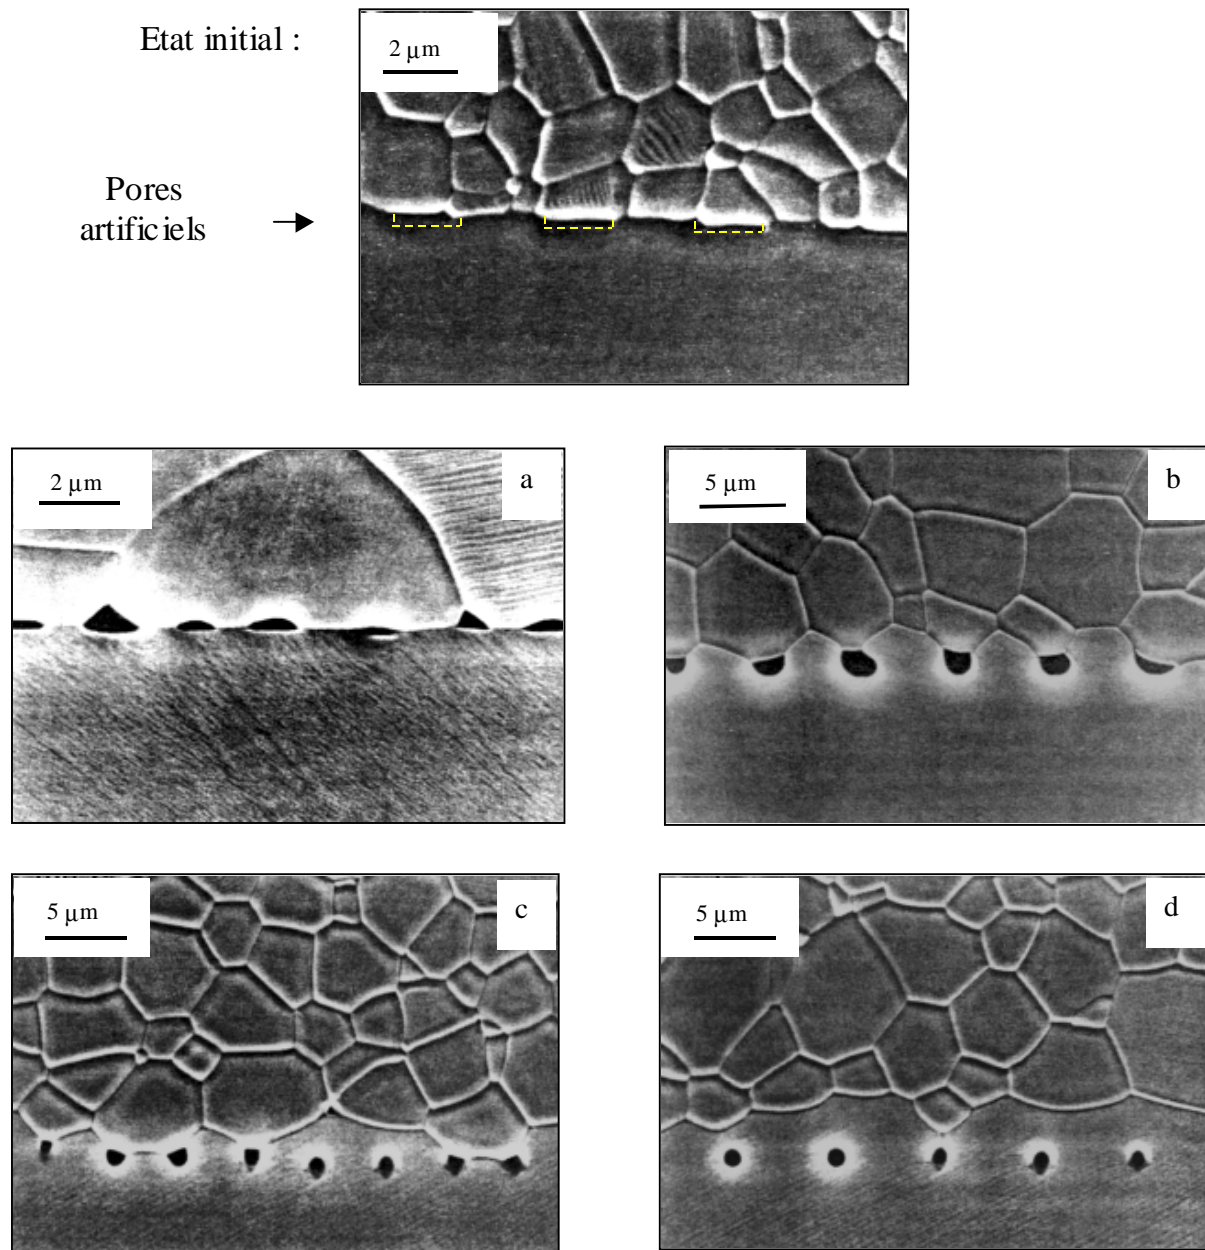 Etat initial :
2 μm
Pores
artificiels
2 μm
a
5 μm
b
5 μm
c
5 μm
d